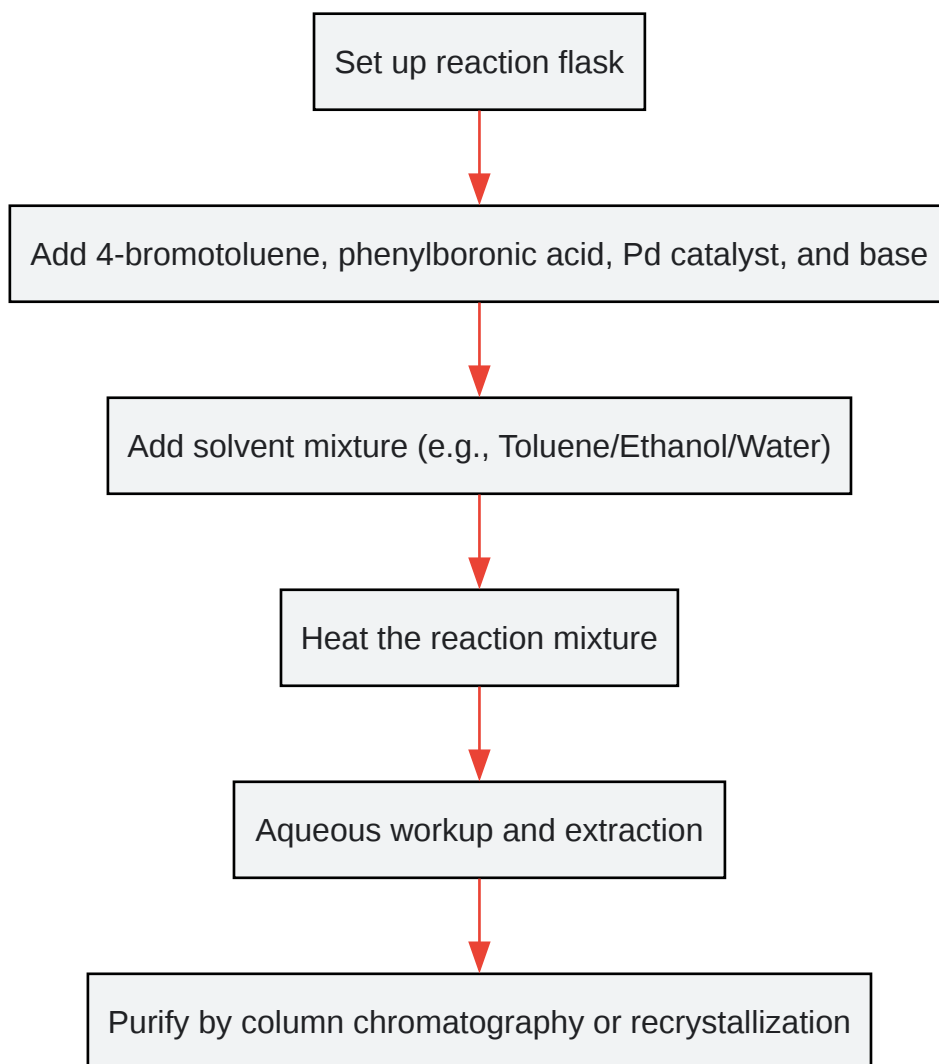 Set up reaction flask
Add 4-bromotoluene, phenylboronic acid, Pd catalyst, and base
Add solvent mixture (e.g., Toluene/Ethanol/Water)
Heat the reaction mixture
Aqueous workup and extraction
Purify by column chromatography or recrystallization